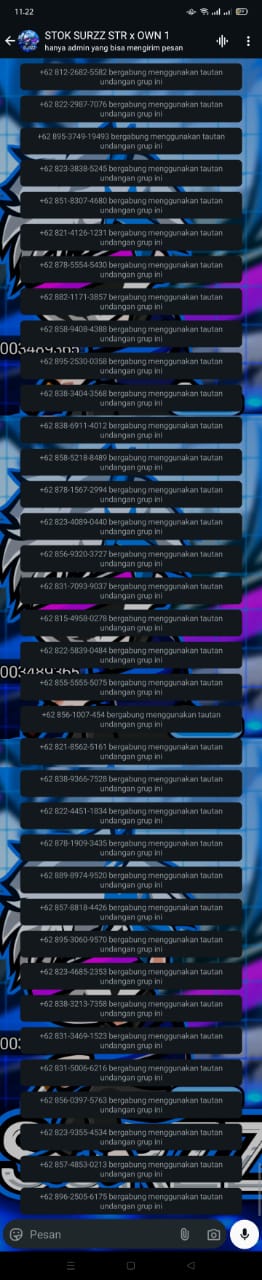 11.22
STOK SURZZ STR x OWN 1
hanya admin yang bisa mengirim pesan
+62 812-2682-5582 bergabung menggunakan tautan
undangan grup ini
+62 822-2987-7076 bergabung menggunakan tautan
undangan grup ini
+62 895-3749-19493 bergabung menggunakan tautan
undangan grup ini
+62 823-3838-5245 bergabung menggunakan tautan
undangan grup ini
+62 851-8307-4680 bergabung menggunakan tautan
undangan grup ini
+62 821-4126-1231 bergabung menggunakan tautan
undangan grup ini
+62 878-5554-5430 bergabung menggunakan tautan
undangan grup ini
+62 882-1171-3857 bergabung menggunakan tautan
undangan grup ini
+62 858-9408-4388 bergabung menggunakan tautan
undangan grup ini
003489365
+62 895-2530-0358 bergabung menggunakan tautan
undangan grup ini
+62 838-3404-3568 bergabung menggunakan tautan
undangan grup ini
+62 838-6911-4012 bergabung menggunakan tautan
undangan grup ini
+62 858-5218-8489 bergabung menggunakan tautan
undangan grup ini
+62 878-1567-2994 bergabung menggunakan tautan
undangan grup ini
+62 823-4089-0440 bergabung menggunakan tautan
undangan grup ini
+62 856-9320-3727 bergabung menggunakan tautan
undangan grup ini
+62 831-7093-9037 bergabung menggunakan tautan
undangan grup ini
+62 815-4958-0278 bergabung menggunakan tautan
undangan grup ini
+62 822-5839-0484 bergabung menggunakan tautan
undangan grup ini
003489365
+62 855-5555-5075 bergabung menggunakan tautan
undangan grup ini
+62 856-1007-454 bergabung menggunakan tautan
undangan grup ini
+62 821-8562-5161 bergabung menggunakan tautan
undangan grup ini
+62 838-9366-7528 bergabung menggunakan tautan
undangan grup ini
+62 822-4451-1834 bergabung menggunakan tautan
undangan grup ini
+62 878-1909-3435 bergabung menggunakan tautan
undangan grup ini
+62 889-8974-9520 bergabung menggunakan tautan
undangan grup ini
+62 857-8818-4426 bergabung menggunakan tautan
undangan grup ini
+62 895-3060-9570 bergabung menggunakan tautan
undangan grup ini
+62 823-4685-2353 bergabung menggunakan tautan
undangan grup ini
+62 838-3213-7358 bergabung menggunakan tautan
undangan grup ini
+62 831-3469-1523 bergabung menggunakan tautan
undangan grup ini
003
+62 831-5006-6216 bergabung menggunakan tautan
undangan grup ini
+62 856-0397-5763 bergabung menggunakan tautan
undangan grup ini
+62 823-9355-4534 bergabung menggunakan tautan
undangan grup ini
+62 857-4853-0213 bergabung menggunakan tautan
undangan grup ini
+62 896-2505-6175 bergabung menggunakan tautan
undangan grup ini
Pesan